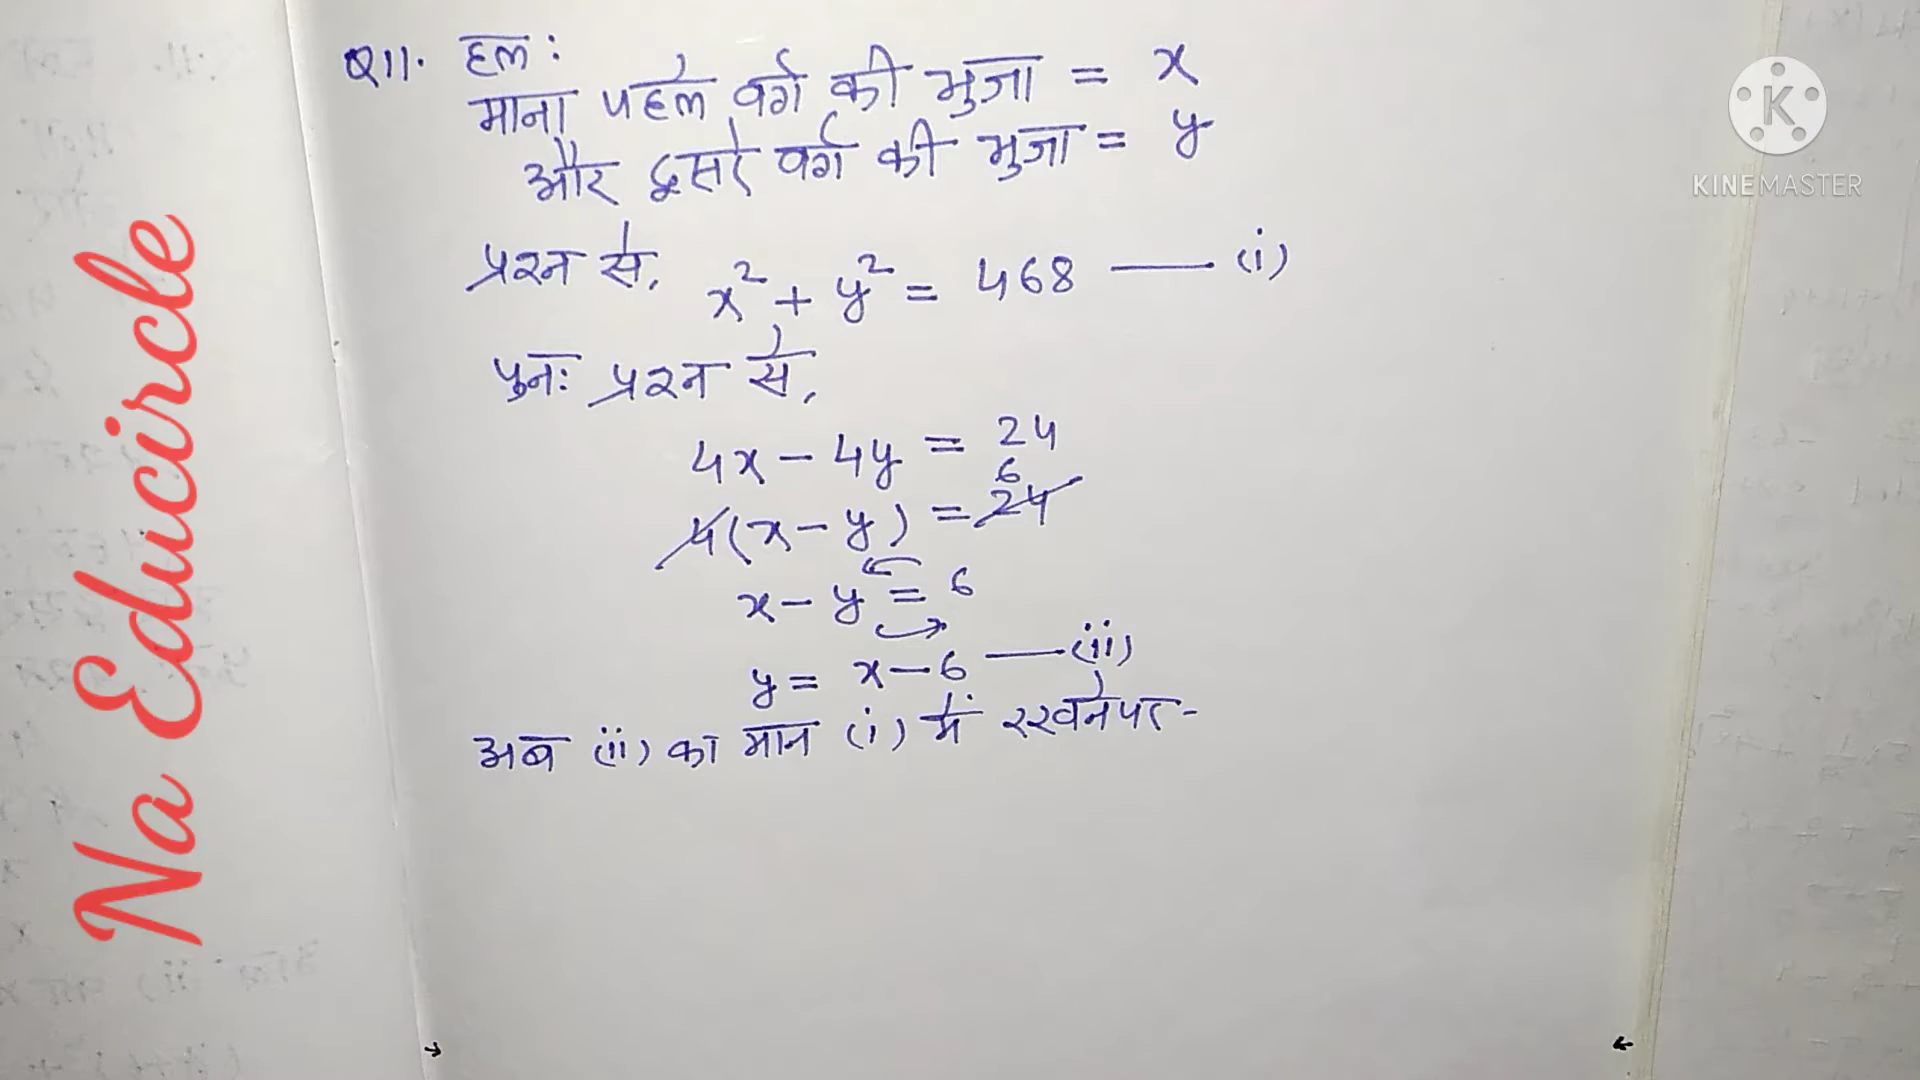 Q11. हल :
माना पहले वर्ग की भुजा = x
और दूसरे वर्ग की भुजा = y
प्रश्न से, x² + y² = 468 —— (i)
पुनः प्रश्न से,
4x - 4y = 24
6
4(x - y) = 24
x - y = 6
y = x - 6 —— (ii)
अब (ii) का मान (i) में रखने पर -
Na Educircle
K
KINEMASTER